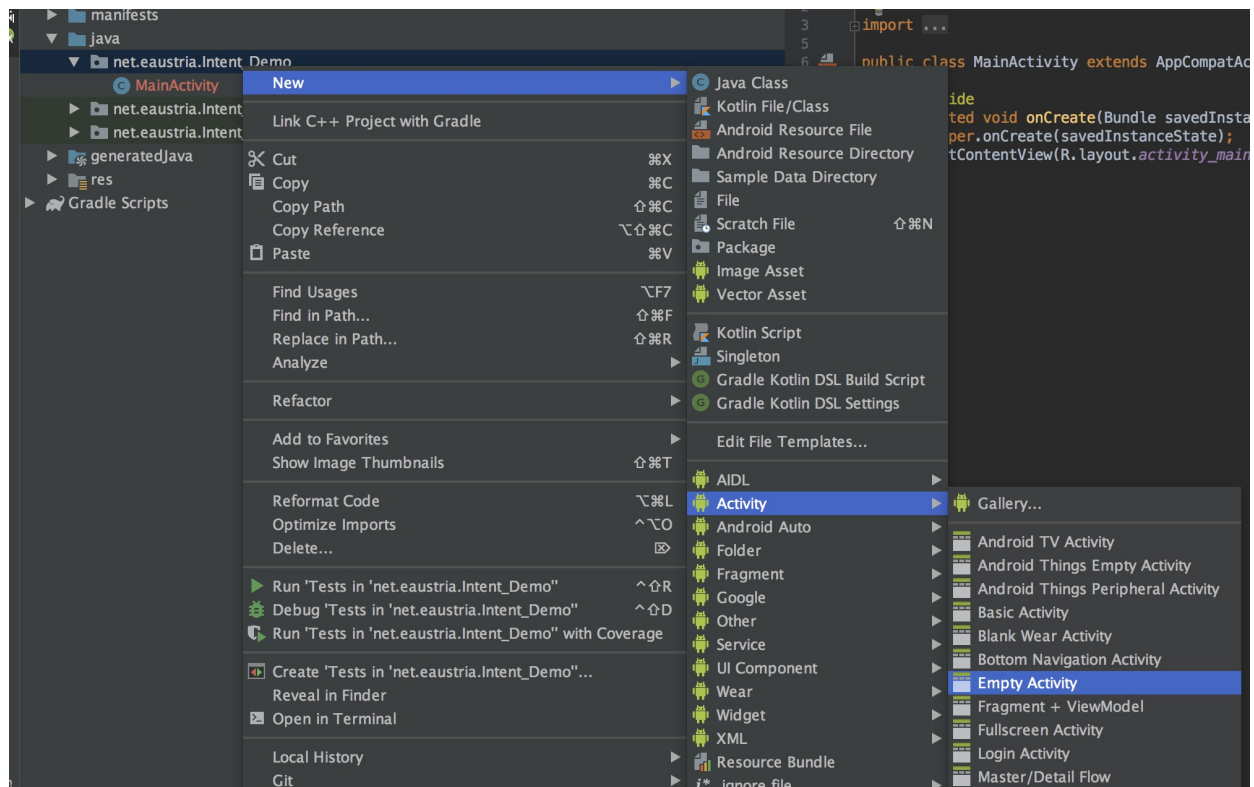 manifests
java
net.eaustria.Intent_Demo
MainActivity
net.eaustria.Intent
net.eaustria.Intent
generatedJava
res
Gradle Scripts
New
Link C++ Project with Gradle
Cut ⌘X
Copy ⌘C
Copy Path ⇧⌘C
Copy Reference ⌥⇧⌘C
Paste ⌘V
Find Usages ⌥F7
Find in Path... ⇧⌘F
Replace in Path... ⇧⌘R
Analyze
Refactor
Add to Favorites
Show Image Thumbnails ⇧⌘T
Reformat Code ⌥⌘L
Optimize Imports ^⌥O
Delete... ⌦
Run 'Tests in 'net.eaustria.Intent_Demo'' ^⇧R
Debug 'Tests in 'net.eaustria.Intent_Demo'' ^⇧D
Run 'Tests in 'net.eaustria.Intent_Demo'' with Coverage
Create 'Tests in 'net.eaustria.Intent_Demo''...
Reveal in Finder
Open in Terminal
Local History
Git
Java Class
Kotlin File/Class
Android Resource File
Android Resource Directory
Sample Data Directory
File
Scratch File ⇧⌘N
Package
Image Asset
Vector Asset
Kotlin Script
Singleton
Gradle Kotlin DSL Build Script
Gradle Kotlin DSL Settings
Edit File Templates...
AIDL
Activity
Android Auto
Folder
Fragment
Google
Other
Service
UI Component
Wear
Widget
XML
Resource Bundle
.ignore file
Gallery...
Android TV Activity
Android Things Empty Activity
Android Things Peripheral Activity
Basic Activity
Blank Wear Activity
Bottom Navigation Activity
Empty Activity
Fragment + ViewModel
Fullscreen Activity
Login Activity
Master/Detail Flow
3 import ...
5
6 public class MainActivity extends AppCompatAc
ide
ted void onCreate(Bundle savedInsta
per.onCreate(savedInstanceState);
tContentView(R.layout.activity_main